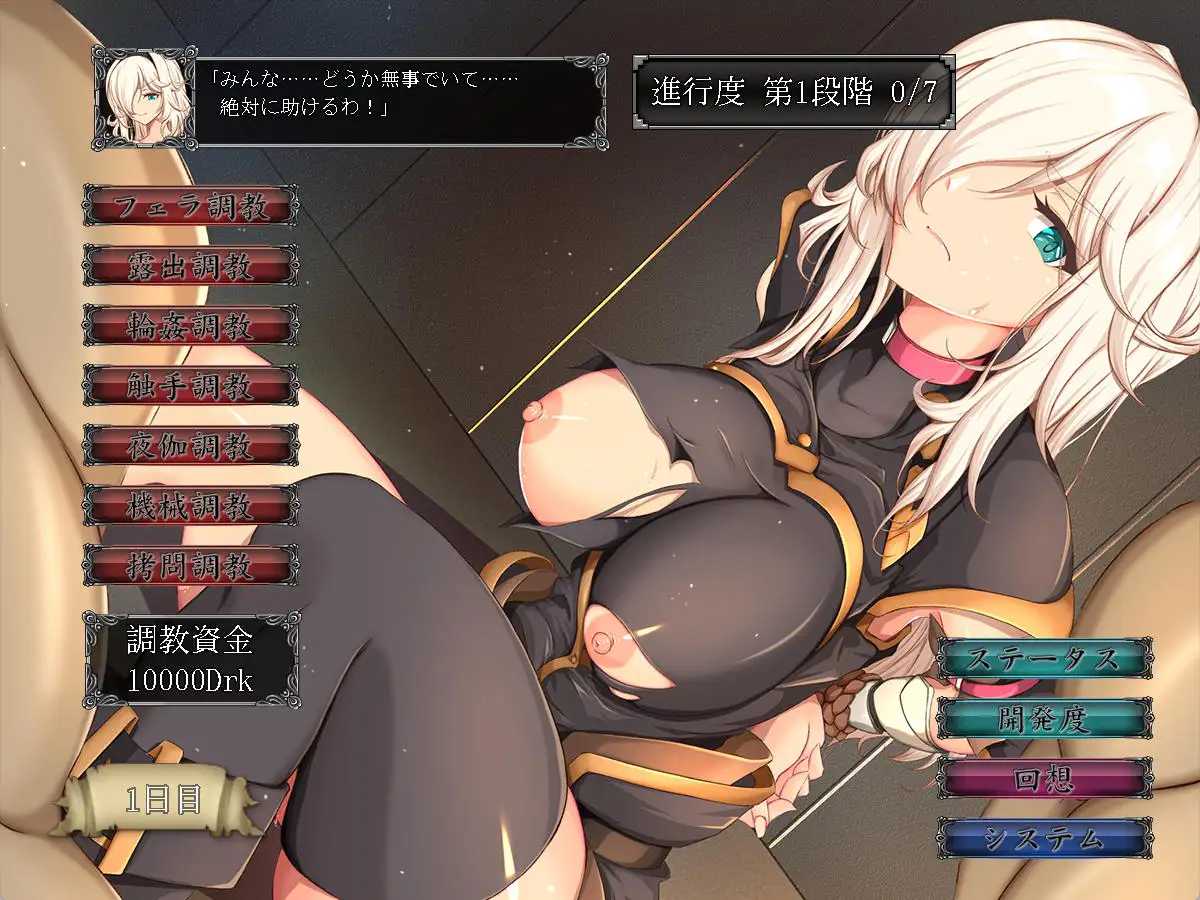 「みんな……どうか無事でいて……
絶対に助けるわ！」
進行度 第1段階 0/7
フェラ調教
露出調教
輪姦調教
触手調教
夜伽調教
機械調教
拷問調教
調教資金
10000Drk
1日目
ステータス
開発度
回想
システム